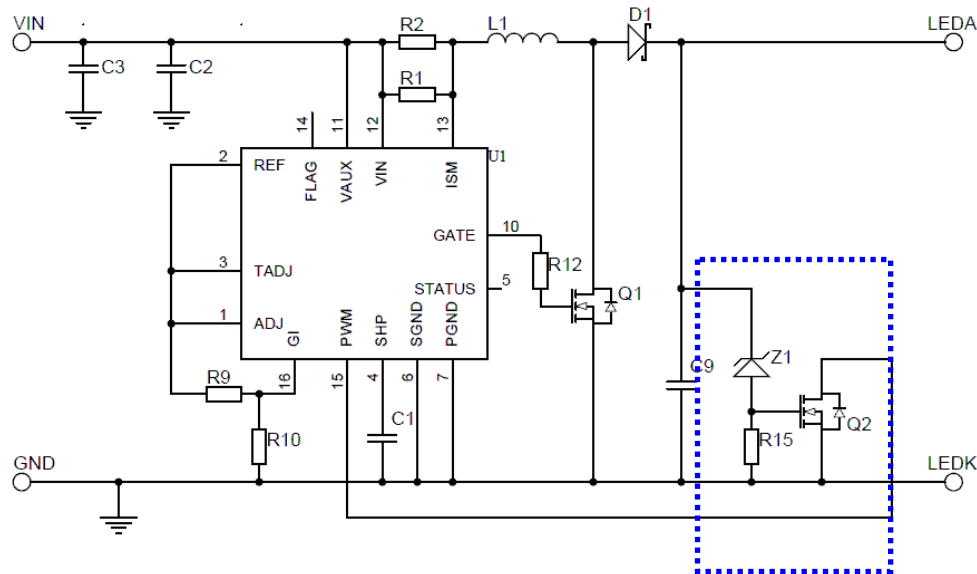 VIN
R2
L1
D1
LEDA
C3
C2
R1
14
11
12
13
2
REF
FLAG
VAUX
VIN
ISM
U1
GATE
10
R12
3
TADJ
STATUS
5
Q1
1
ADJ
GI
PWM
SHP
SGND
PGND
C9
Z1
R9
16
15
4
6
7
Q2
R10
C1
R15
GND
LEDK